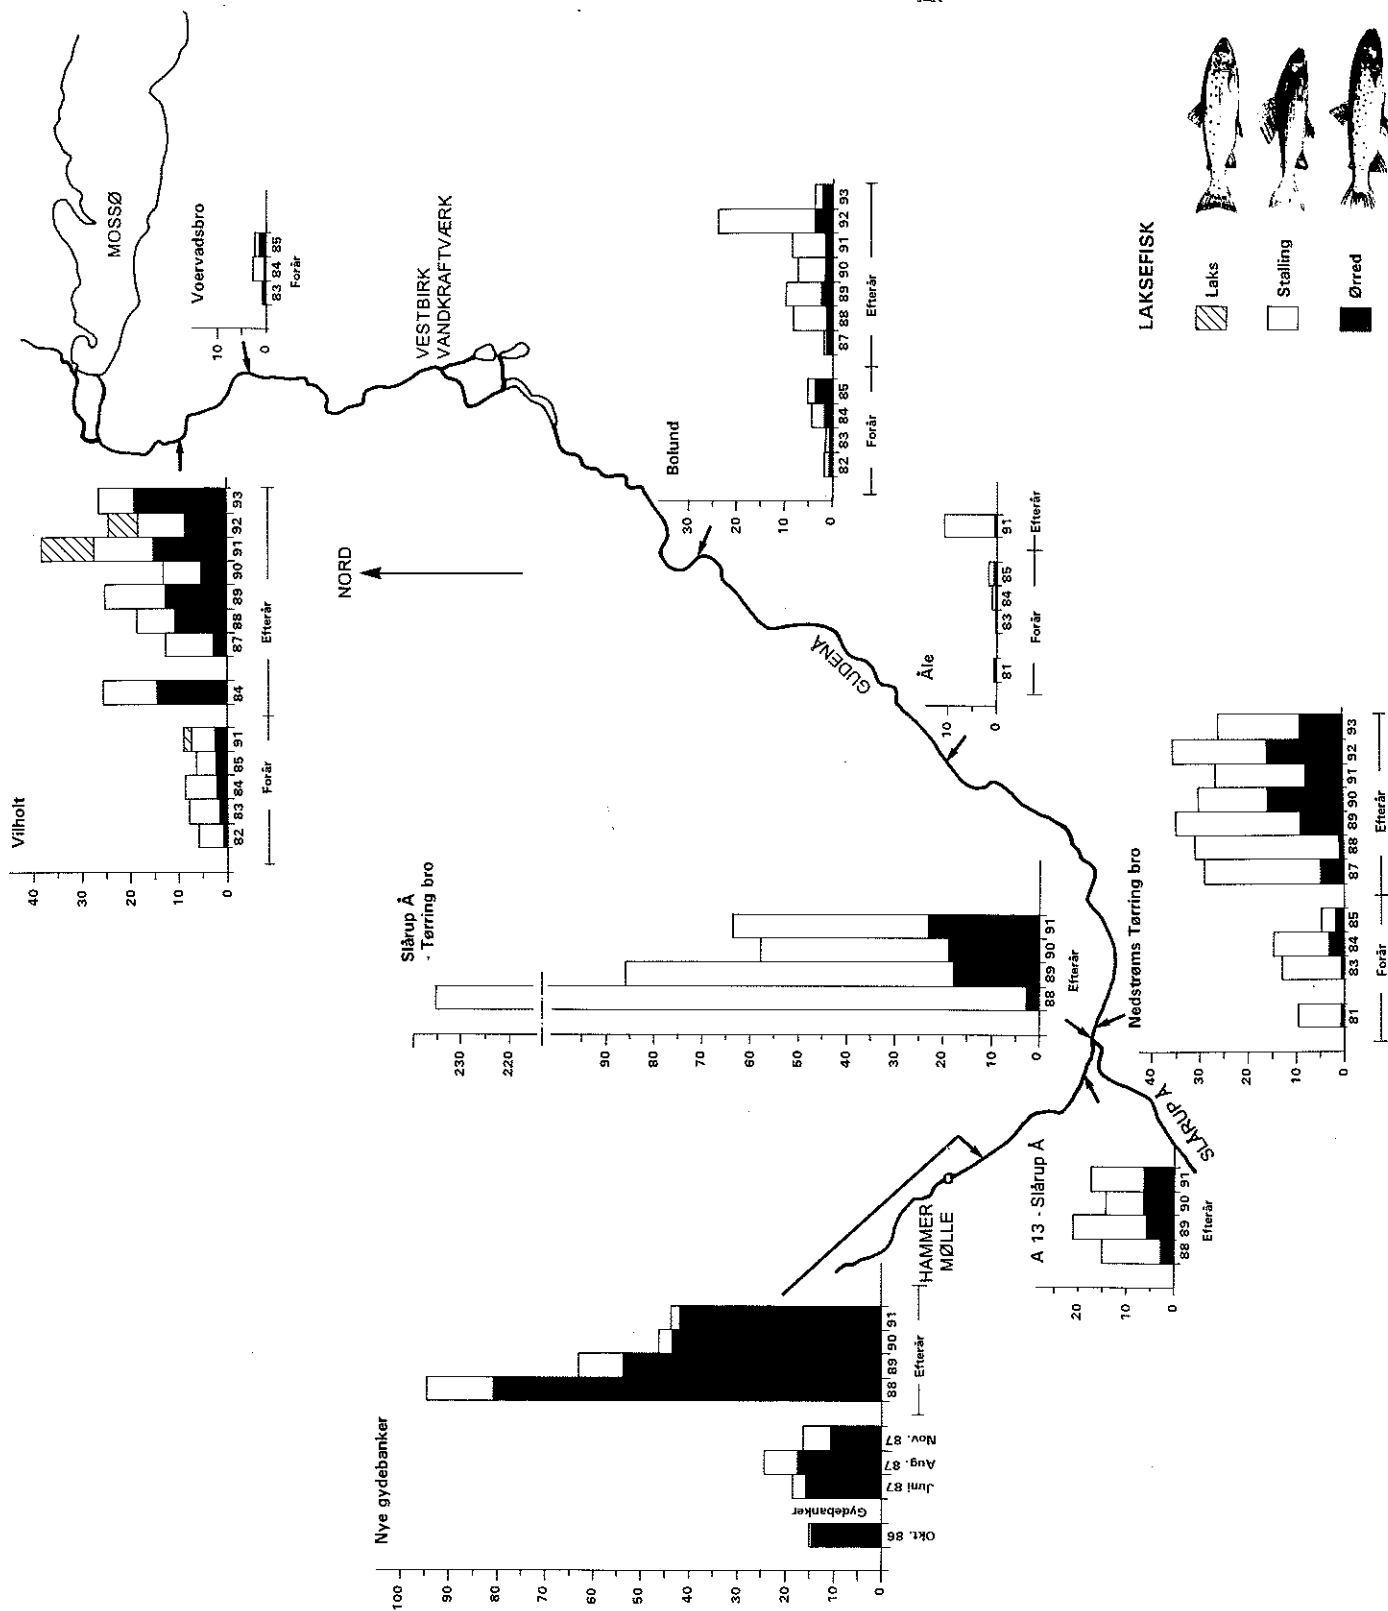 Vilholt
40
30
20
10
0
82 83 84 85 91
84
87 88 89 90 91 92 93
Forår
Efterår
MOSSØ
Voervadsbro
10
0
83 84 85
Forår
NORD
VESTBIRK
VANDKRAFTVÆRK
Bolund
30
20
10
0
82 83 84 85
87 88 89 90 91 92 93
Forår
Efterår
GUDENÅ
Åle
10
0
81
83 84 85
91
Forår
Efterår
Slårup Å
- Tørring bro
230
220
90
80
70
60
50
40
30
20
10
0
88 89 90 91
Efterår
Nedstrøms Tørring bro
40
30
20
10
0
81
83 84 85
87 88 89 90 91 92 93
Forår
Efterår
SLÅRUP Å
A 13 - Slårup Å
20
10
0
88 89 90 91
Efterår
HAMMER
MØLLE
Nye gydebanker
100
90
80
70
60
50
40
30
20
10
0
Okt. 86
Gydebanker
Juni 87
Aug. 87
Nov. 87
88 89 90 91
Efterår
LAKSEFISK
Laks
Stalling
Ørred